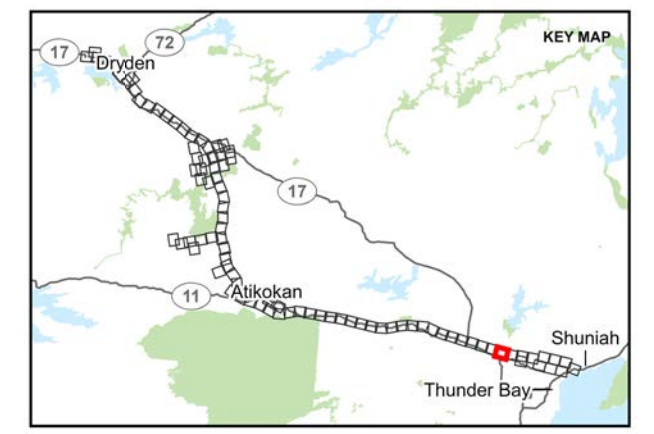 KEY MAP
72
17
Dryden
17
11
Atikokan
Shuniah
Thunder Bay